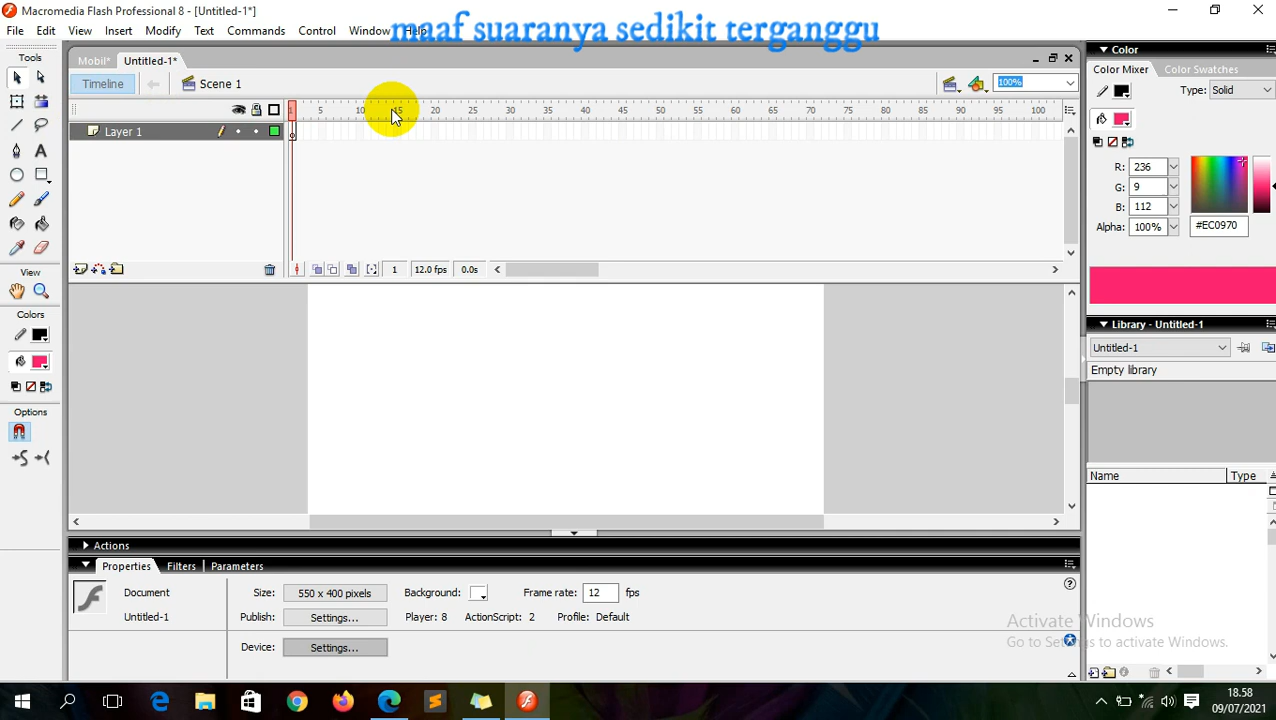 Macromedia Flash Professional 8 - [Untitled-1*]
maaf suaranya sedikit terganggu
File Edit View Insert Modify Text Commands Control Window Help
Tools
Mobil* Untitled-1*
Timeline Scene 1 100%
5 10 15 20 25 30 35 40 45 50 55 60 65 70 75 80 85 90 95 100
Layer 1
1 12.0 fps 0.0s
View
Colors
Options
Color
Color Mixer Color Swatches
Type: Solid
R: 236
G: 9
B: 112
Alpha: 100% #EC0970
Library - Untitled-1
Untitled-1
Empty library
Name Type
Actions
Properties Filters Parameters
Document Size: 550 x 400 pixels Background: Frame rate: 12 fps
Untitled-1 Publish: Settings... Player: 8 ActionScript: 2 Profile: Default
Device: Settings...
Activate Windows
Go to Settings to activate Windows.
18.58
09/07/2021